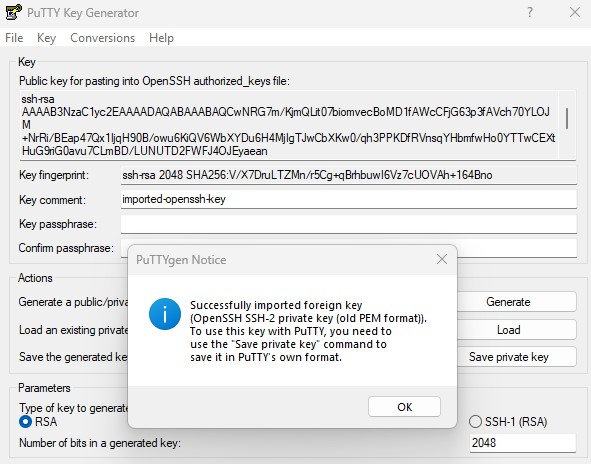 PuTTY Key Generator
? ×
File Key Conversions Help
Key
Public key for pasting into OpenSSH authorized_keys file:
ssh-rsa
AAAAB3NzaC1yc2EAAAADAQABAAABAQCwNRG7m/KjmQLit07biomvecBoMD1fAWcCFjG63p3fAVch70YLOJ
M
+NrRi/BEap47Qx1ljqH90B/owu6KiQV6WbXYDu6H4MjlgTJwCbXKw0/qh3PPKDfRVnsqYHbmfwHo0YTTwCEXt
HuG9riG0avu7CLmBD/LUNUTD2FWFJ4OJEyaean
Key fingerprint: ssh-rsa 2048 SHA256:V/X7DruLTZMn/r5Cg+qBrhbuwI6Vz7cUOVAh+164Bno
Key comment: imported-openssh-key
Key passphrase:
Confirm passphrase:
PuTTYgen Notice
Successfully imported foreign key
(OpenSSH SSH-2 private key (old PEM format)).
To use this key with PuTTY, you need to
use the "Save private key" command to
save it in PuTTY's own format.
OK
Actions
Generate a public/priva
Generate
Load an existing private
Load
Save the generated ke
Save private key
Parameters
Type of key to generate
RSA
SSH-1 (RSA)
Number of bits in a generated key: 2048